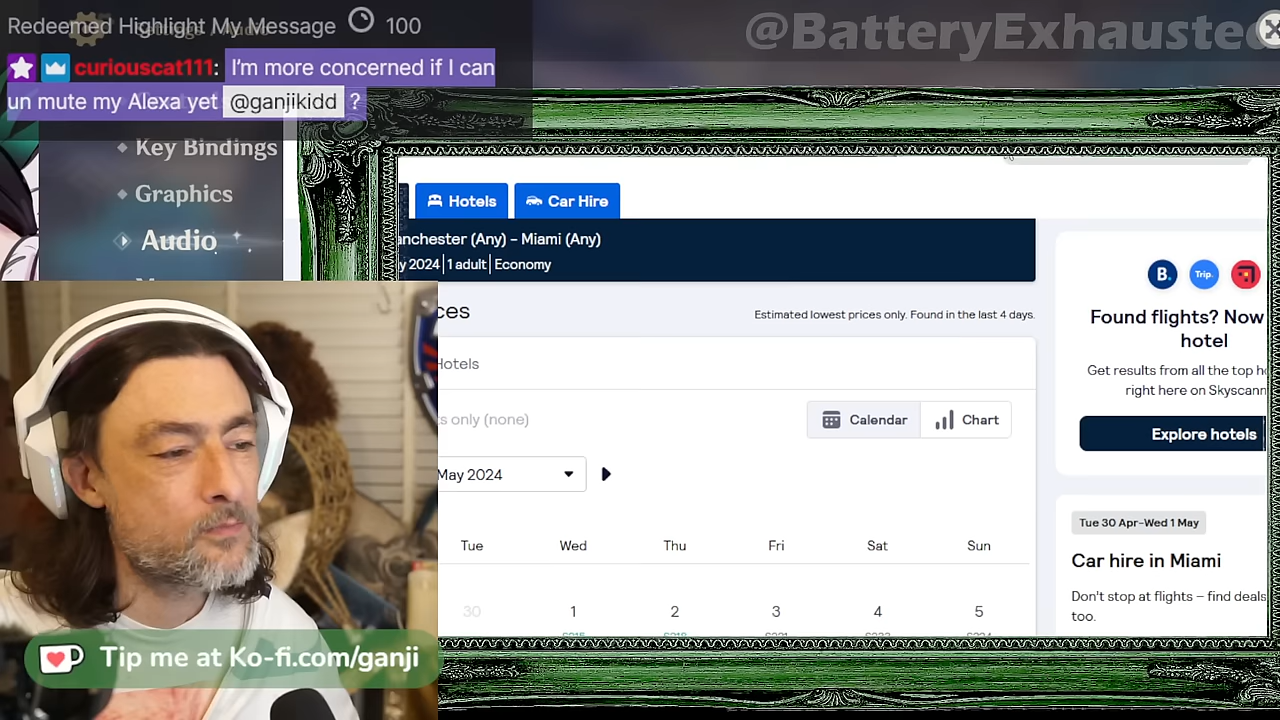 Redeemed Highlight My Message 100
@BatteryExhausted
curiouscat111: I'm more concerned if I can
un mute my Alexa yet @ganjikidd ?
Key Bindings
Graphics
Audio
Hotels
Car Hire
anchester (Any) – Miami (Any)
y 2024 | 1 adult | Economy
ces
Estimated lowest prices only. Found in the last 4 days.
Hotels
s only (none)
Calendar
Chart
May 2024
Tue Wed Thu Fri Sat Sun
30 1 2 3 4 5
B. Trip.
Found flights? Now
hotel
Get results from all the top h
right here on Skyscann
Explore hotels
Tue 30 Apr–Wed 1 May
Car hire in Miami
Don't stop at flights – find deals
too.
Tip me at Ko-fi.com/ganji